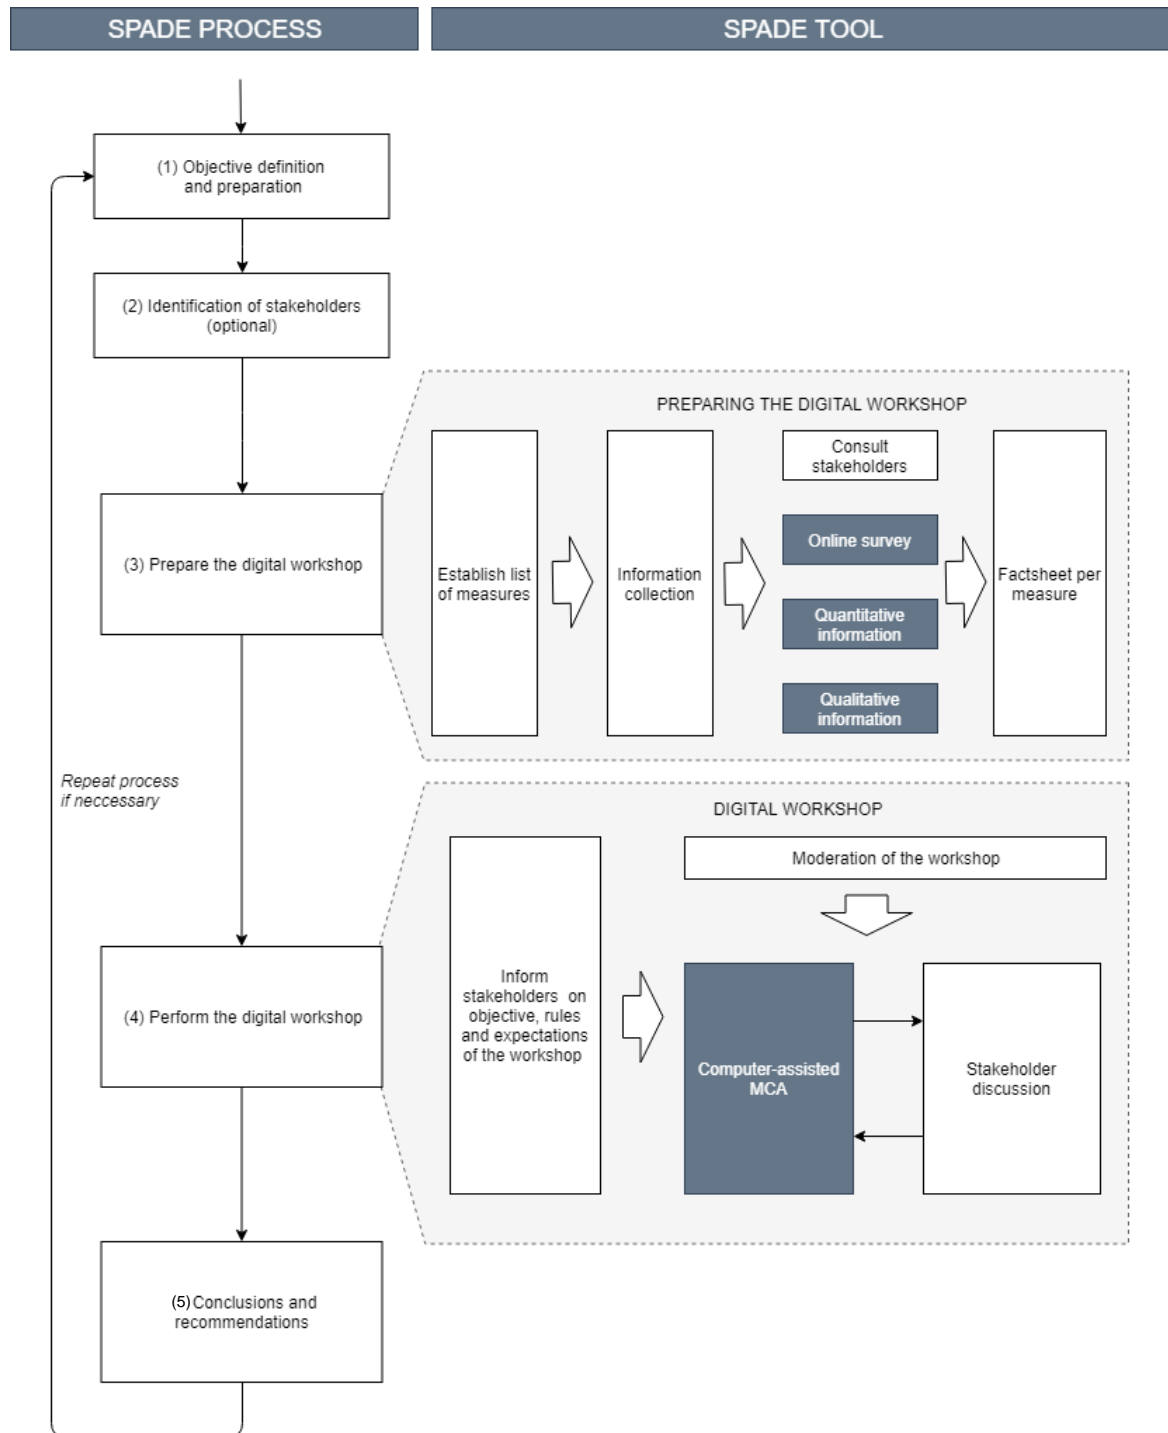 SPADE PROCESS
SPADE TOOL
(1) Objective definition
and preparation
(2) Identification of stakeholders
(optional)
(3) Prepare the digital workshop
PREPARING THE DIGITAL WORKSHOP
Establish list
of measures
Information
collection
Consult
stakeholders
Online survey
Quantitative
information
Qualitative
information
Factsheet per
measure
Repeat process
if neccessary
(4) Perform the digital workshop
DIGITAL WORKSHOP
Inform
stakeholders on
objective, rules
and expectations
of the workshop
Moderation of the workshop
Computer-assisted
MCA
Stakeholder
discussion
(5) Conclusions and
recommendations